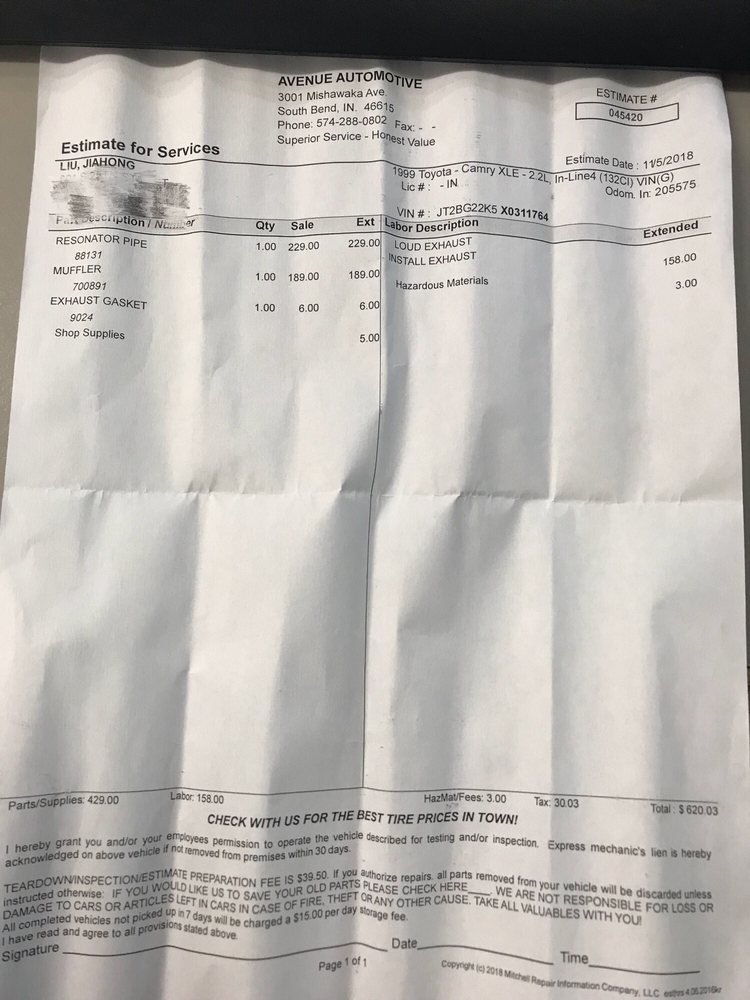 AVENUE AUTOMOTIVE
3001 Mishawaka Ave.
South Bend, IN. 46615
Phone: 574-288-0802 Fax: - -
Superior Service - Honest Value
ESTIMATE #
045420
Estimate for Services
Estimate Date : 11/5/2018
LIU, JIAHONG
1999 Toyota - Camry XLE - 2.2L, In-Line4 (132CI) VIN(G)
Lic # : - IN
Odom. In: 205575
VIN # : JT2BG22K5 X0311764
Part Description / Number Qty Sale Ext Labor Description Extended
RESONATOR PIPE 1.00 229.00 229.00 LOUD EXHAUST
88131 INSTALL EXHAUST 158.00
MUFFLER 1.00 189.00 189.00 Hazardous Materials 3.00
700891
EXHAUST GASKET 1.00 6.00 6.00
9024
Shop Supplies 5.00
Parts/Supplies: 429.00 Labor: 158.00 HazMat/Fees: 3.00 Tax: 30.03 Total : $ 620.03
CHECK WITH US FOR THE BEST TIRE PRICES IN TOWN!
I hereby grant you and/or your employees permission to operate the vehicle described for testing and/or inspection. Express mechanic's lien is hereby
acknowledged on above vehicle if not removed from premises within 30 days.
TEARDOWN/INSPECTION/ESTIMATE PREPARATION FEE IS $39.50. If you authorize repairs. all parts removed from your vehicle will be discarded unless
instructed otherwise: IF YOU WOULD LIKE US TO SAVE YOUR OLD PARTS PLEASE CHECK HERE____. WE ARE NOT RESPONSIBLE FOR LOSS OR
DAMAGE TO CARS OR ARTICLES LEFT IN CARS IN CASE OF FIRE, THEFT OR ANY OTHER CAUSE. TAKE ALL VALUABLES WITH YOU!
All completed vehicles not picked up in 7 days will be charged a $15.00 per day storage fee.
I have read and agree to all provisions stated above.
Signature Date Time
Page 1 of 1
Copyright (c) 2018 Mitchell Repair Information Company, LLC